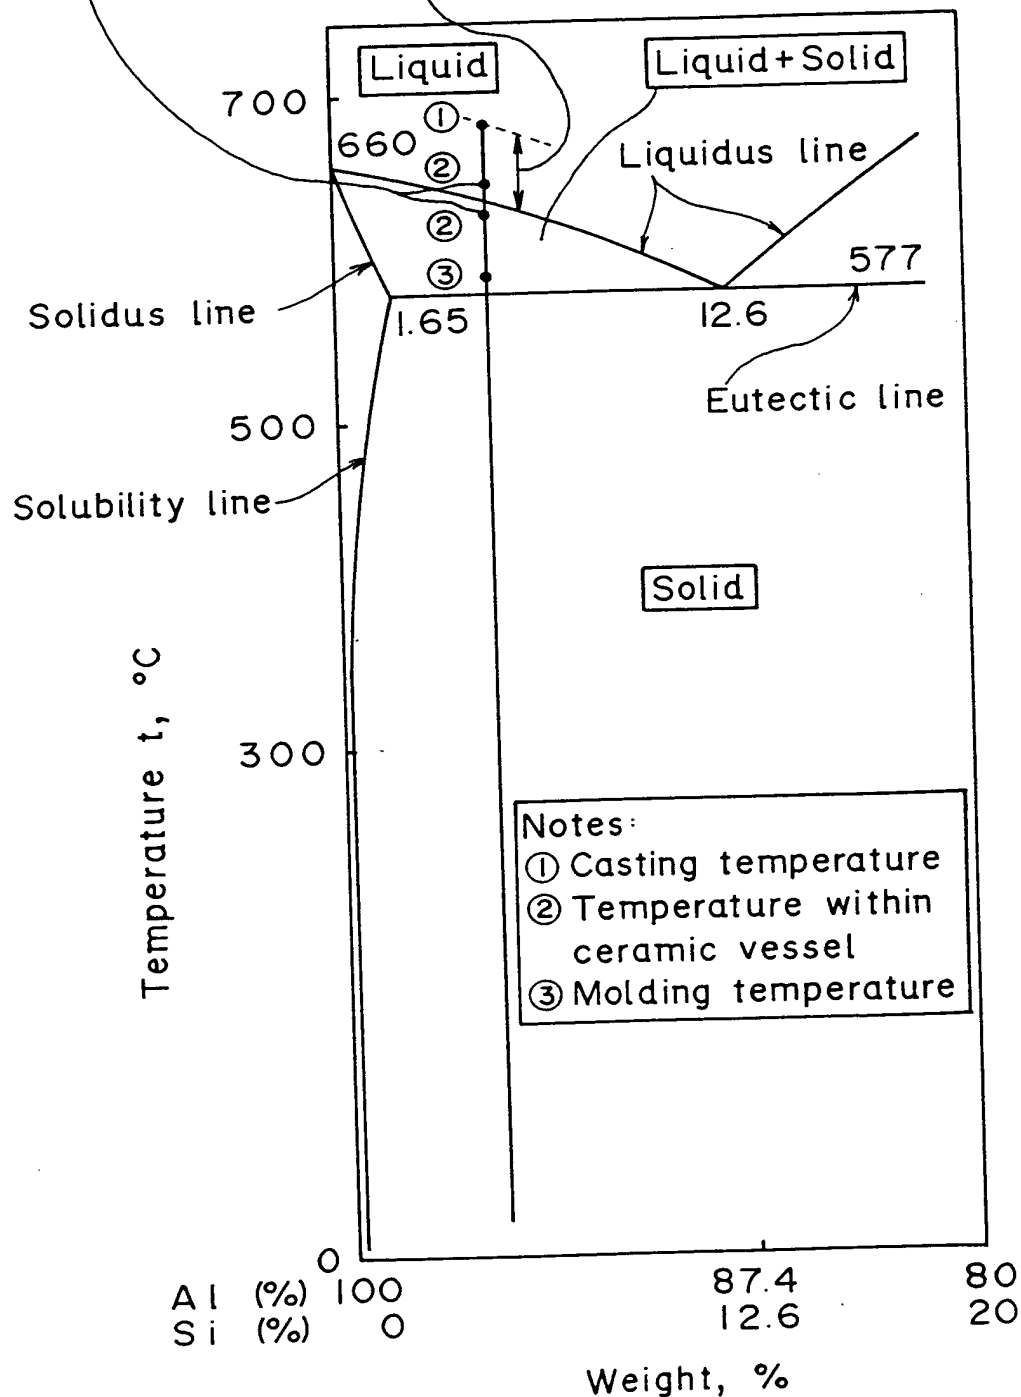 Liquid
Liquid+Solid
700
①
660
Liquidus line
②
②
577
③
Solidus line
1.65
12.6
Eutectic line
500
Solubility line
Solid
Temperature t, °C
300
Notes:
① Casting temperature
② Temperature within
ceramic vessel
③ Molding temperature
0
Al (%) 100 87.4 80
Si (%) 0 12.6 20
Weight, %